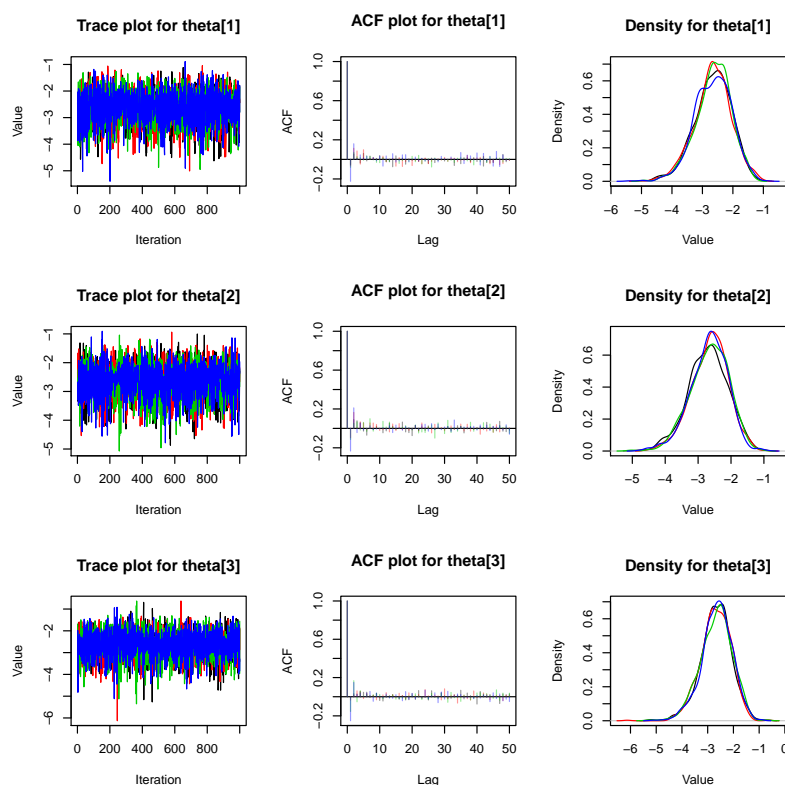 Trace plot for theta[1]
Value
−1
−2
−3
−4
−5
0 200 400 600 800
Iteration
ACF plot for theta[1]
ACF
1.0
0.6
0.2
−0.2
0 10 20 30 40 50
Lag
Density for theta[1]
Density
0.6
0.4
0.2
0.0
−6 −5 −4 −3 −2 −1
Value
Trace plot for theta[2]
Value
−1
−2
−3
−4
−5
0 200 400 600 800
Iteration
ACF plot for theta[2]
ACF
1.0
0.6
0.2
−0.2
0 10 20 30 40 50
Lag
Density for theta[2]
Density
0.6
0.4
0.2
0.0
−5 −4 −3 −2 −1
Value
Trace plot for theta[3]
Value
−2
−4
−6
0 200 400 600 800
Iteration
ACF plot for theta[3]
ACF
1.0
0.6
0.2
−0.2
0 10 20 30 40 50
Lag
Density for theta[3]
Density
0.6
0.4
0.2
0.0
−6 −5 −4 −3 −2 −1 0
Value